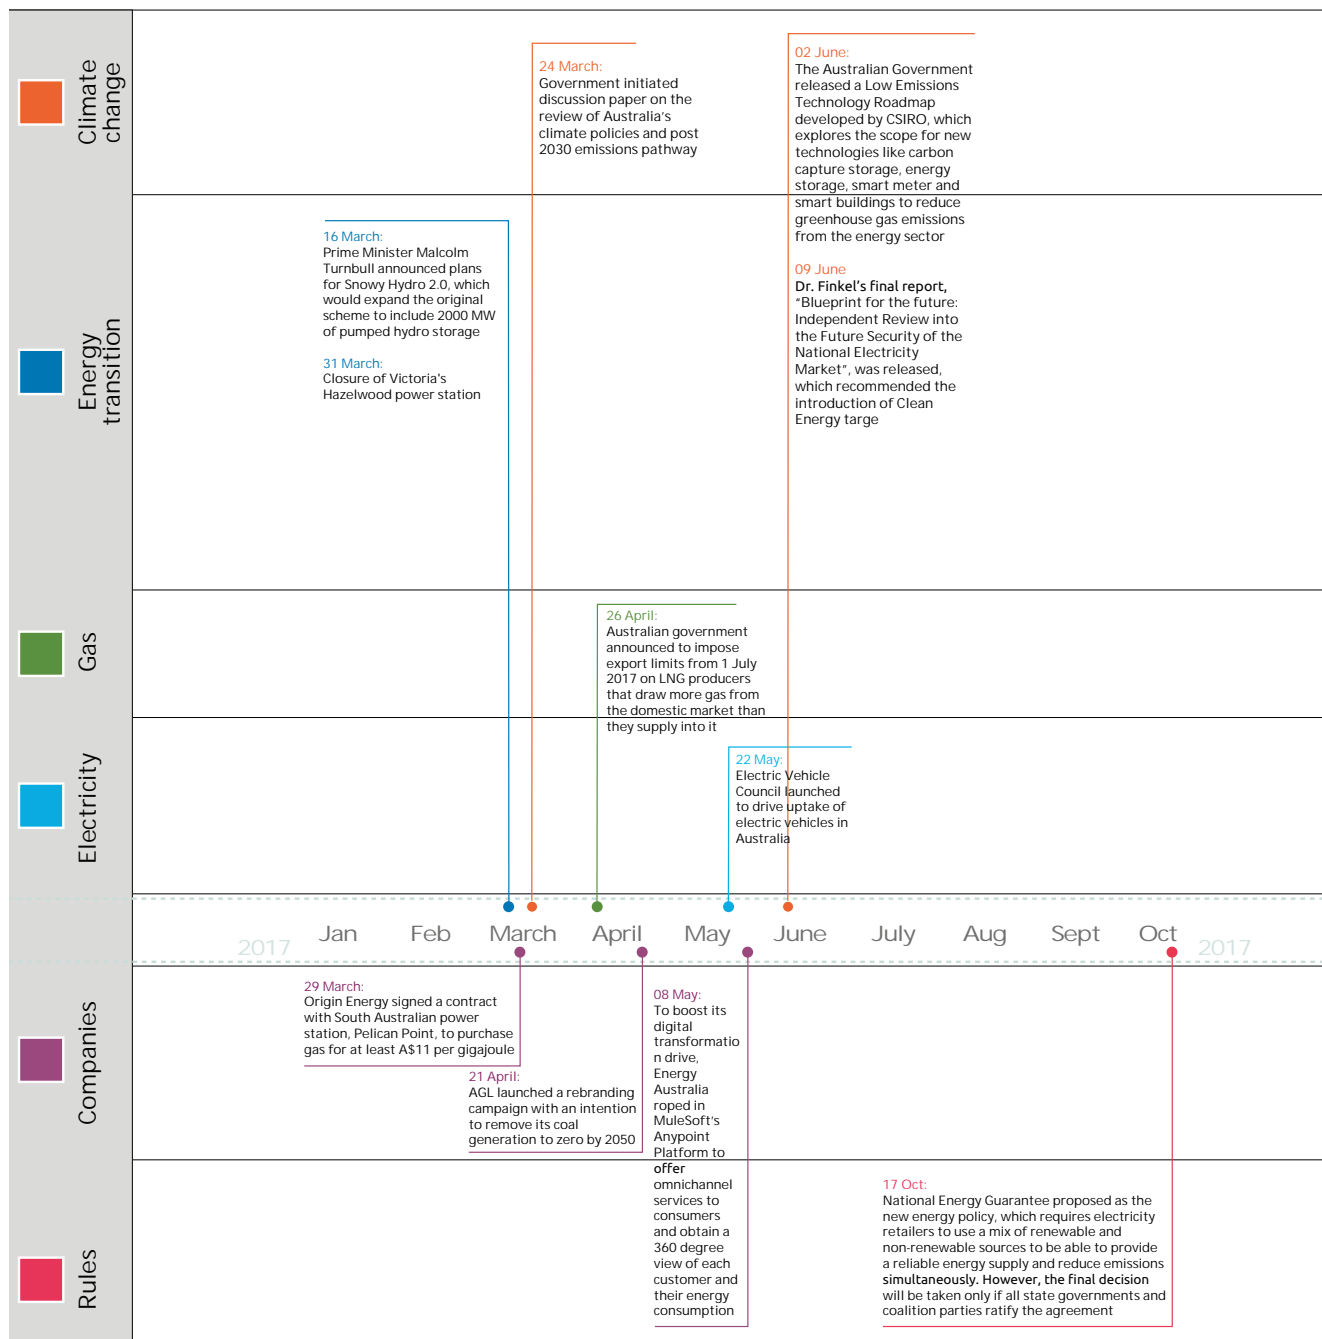 Climate
change
24 March:
Government initiated
discussion paper on the
review of Australia's
climate policies and post
2030 emissions pathway
02 June:
The Australian Government
released a Low Emissions
Technology Roadmap
developed by CSIRO, which
explores the scope for new
technologies like carbon
capture storage, energy
storage, smart meter and
smart buildings to reduce
greenhouse gas emissions
from the energy sector
09 June
Dr. Finkel's final report,
"Blueprint for the future:
Independent Review into
the Future Security of the
National Electricity
Market", was released,
which recommended the
introduction of Clean
Energy targe
Energy
transition
16 March:
Prime Minister Malcolm
Turnbull announced plans
for Snowy Hydro 2.0, which
would expand the original
scheme to include 2000 MW
of pumped hydro storage
31 March:
Closure of Victoria's
Hazelwood power station
Gas
26 April:
Australian government
announced to impose
export limits from 1 July
2017 on LNG producers
that draw more gas from
the domestic market than
they supply into it
Electricity
22 May:
Electric Vehicle
Council launched
to drive uptake of
electric vehicles in
Australia
2017 Jan Feb March April May June July Aug Sept Oct 2017
Companies
29 March:
Origin Energy signed a contract
with South Australian power
station, Pelican Point, to purchase
gas for at least A$11 per gigajoule
21 April:
AGL launched a rebranding
campaign with an intention
to remove its coal
generation to zero by 2050
08 May:
To boost its
digital
transformatio
n drive,
Energy
Australia
roped in
MuleSoft's
Anypoint
Platform to
offer
omnichannel
services to
consumers
and obtain a
360 degree
view of each
customer and
their energy
consumption
Rules
17 Oct:
National Energy Guarantee proposed as the
new energy policy, which requires electricity
retailers to use a mix of renewable and
non-renewable sources to be able to provide
a reliable energy supply and reduce emissions
simultaneously. However, the final decision
will be taken only if all state governments and
coalition parties ratify the agreement